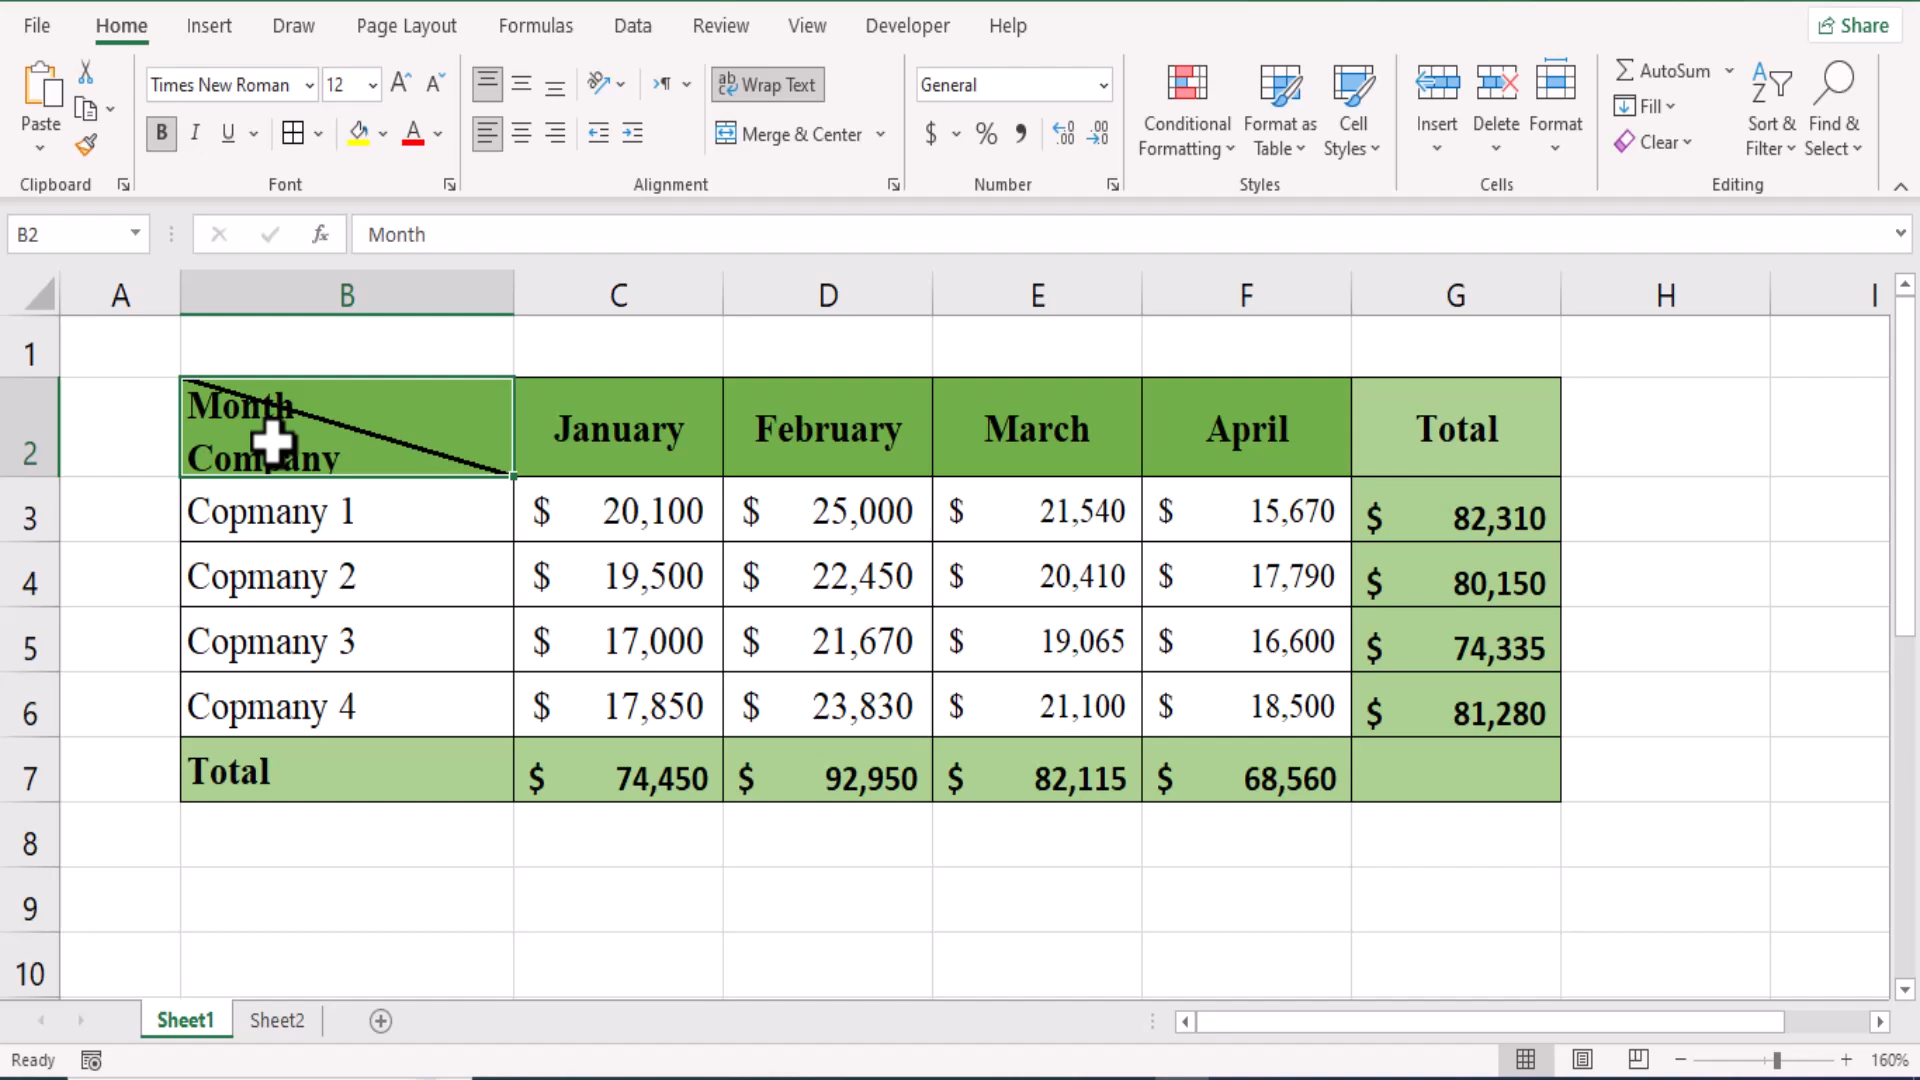 File Home Insert Draw Page Layout Formulas Data Review View Developer Help Share
Paste Times New Roman 12 Wrap Text General Conditional Formatting Format as Table Cell Styles Insert Delete Format AutoSum Sort & Filter Find & Select
B I U Merge & Center $ % Fill
Clear
Clipboard Font Alignment Number Styles Cells Editing
B2 fx Month
A B C D E F G H I
1
2 Month Company January February March April Total
3 Copmany 1 $ 20,100 $ 25,000 $ 21,540 $ 15,670 $ 82,310
4 Copmany 2 $ 19,500 $ 22,450 $ 20,410 $ 17,790 $ 80,150
5 Copmany 3 $ 17,000 $ 21,670 $ 19,065 $ 16,600 $ 74,335
6 Copmany 4 $ 17,850 $ 23,830 $ 21,100 $ 18,500 $ 81,280
7 Total $ 74,450 $ 92,950 $ 82,115 $ 68,560
8
9
10
Sheet1 Sheet2
Ready 160%